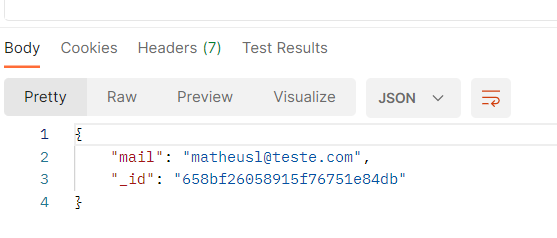 Body Cookies Headers (7) Test Results
Pretty Raw Preview Visualize JSON
1 {
2 "mail": "matheusl@teste.com",
3 "_id": "658bf26058915f76751e84db"
4 }